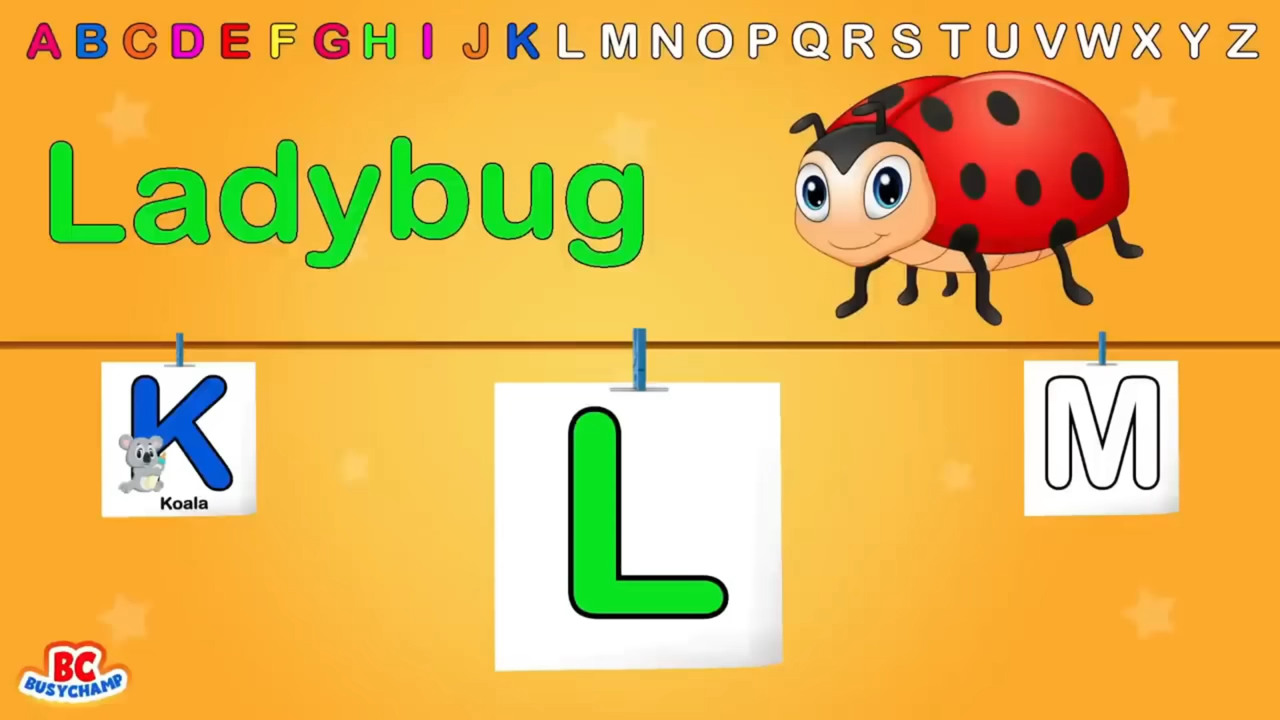 A B C D E F G H I J K L M N O P Q R S T U V W X Y Z
Ladybug
K
Koala
L
M
BC
BUSYCHAMP